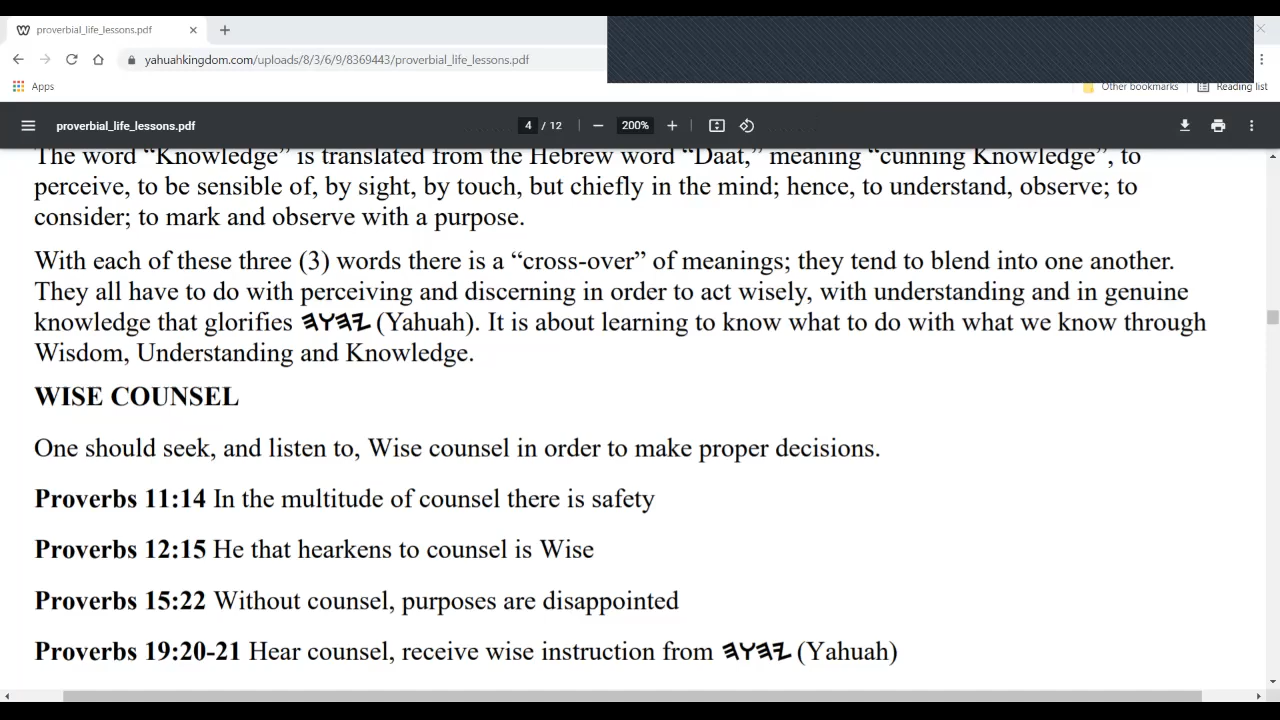 proverbial_life_lessons.pdf
yahuahkingdom.com/uploads/8/3/6/9/8369443/proverbial_life_lessons.pdf
Apps
Other bookmarks
Reading list
proverbial_life_lessons.pdf
4 / 12
200%
The word “Knowledge” is translated from the Hebrew word “Daat,” meaning “cunning Knowledge”, to
perceive, to be sensible of, by sight, by touch, but chiefly in the mind; hence, to understand, observe; to
consider; to mark and observe with a purpose.
With each of these three (3) words there is a “cross-over” of meanings; they tend to blend into one another.
They all have to do with perceiving and discerning in order to act wisely, with understanding and in genuine
knowledge that glorifies 𐤉𐤄𐤅𐤄 (Yahuah). It is about learning to know what to do with what we know through
Wisdom, Understanding and Knowledge.
WISE COUNSEL
One should seek, and listen to, Wise counsel in order to make proper decisions.
Proverbs 11:14 In the multitude of counsel there is safety
Proverbs 12:15 He that hearkens to counsel is Wise
Proverbs 15:22 Without counsel, purposes are disappointed
Proverbs 19:20-21 Hear counsel, receive wise instruction from 𐤉𐤄𐤅𐤄 (Yahuah)